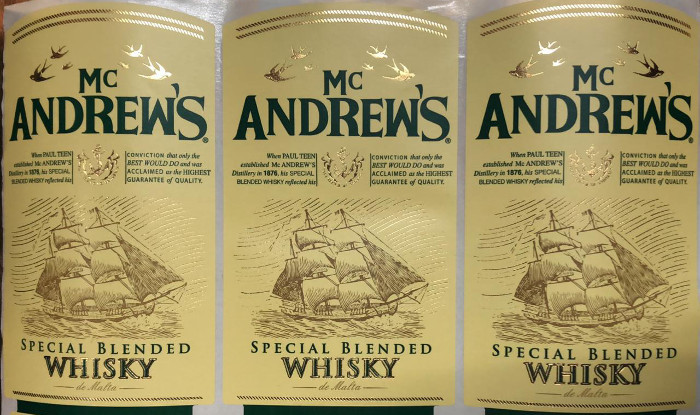 Mc
ANDREW'S®
When PAUL TEEN
established Mc ANDREW'S
Distillery in 1876, his SPECIAL
BLENDED WHISKY reflected his
CONVICTION that only the
BEST WOULD DO and was
ACCLAIMED as the HIGHEST
GUARANTEE of QUALITY.
SPECIAL BLENDED
WHISKY
de Malta
Mc
ANDREW'S®
When PAUL TEEN
established Mc ANDREW'S
Distillery in 1876, his SPECIAL
BLENDED WHISKY reflected his
CONVICTION that only the
BEST WOULD DO and was
ACCLAIMED as the HIGHEST
GUARANTEE of QUALITY.
SPECIAL BLENDED
WHISKY
de Malta
Mc
ANDREW'S®
When PAUL TEEN
established Mc ANDREW'S
Distillery in 1876, his SPECIAL
BLENDED WHISKY reflected his
CONVICTION that only the
BEST WOULD DO and was
ACCLAIMED as the HIGHEST
GUARANTEE of QUALITY.
SPECIAL BLENDED
WHISKY
de Malta